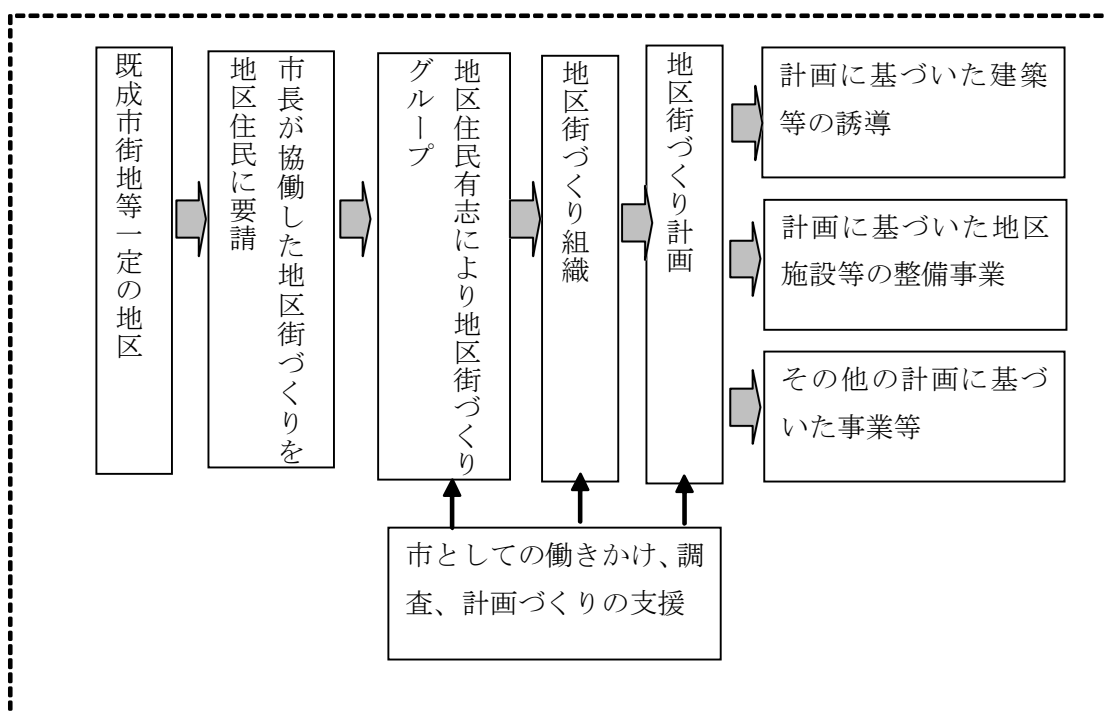 既成市街地等一定の地区
市長が協働した地区街づくりを
地区住民に要請
地区住民有志により地区街づくり
グループ
地区街づくり組織
地区街づくり計画
計画に基づいた建築
等の誘導
計画に基づいた地区
施設等の整備事業
その他の計画に基づ
いた事業等
市としての働きかけ、調
査、計画づくりの支援